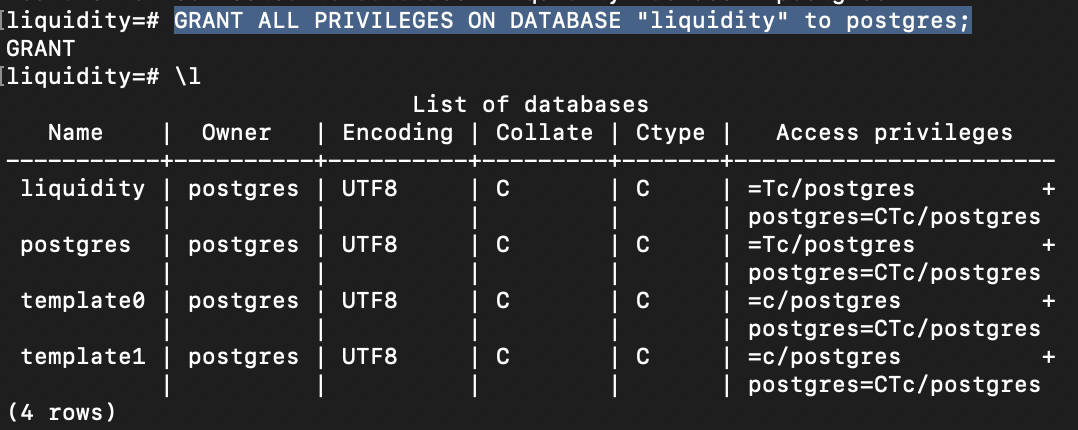 [liquidity=# GRANT ALL PRIVILEGES ON DATABASE "liquidity" to postgres;
GRANT
[liquidity=# \l
                             List of databases
   Name    |  Owner   | Encoding | Collate | Ctype |   Access privileges
-----------+----------+----------+---------+-------+-----------------------
 liquidity | postgres | UTF8     | C       | C     | =Tc/postgres         +
           |          |          |         |       | postgres=CTc/postgres
 postgres  | postgres | UTF8     | C       | C     | =Tc/postgres         +
           |          |          |         |       | postgres=CTc/postgres
 template0 | postgres | UTF8     | C       | C     | =c/postgres          +
           |          |          |         |       | postgres=CTc/postgres
 template1 | postgres | UTF8     | C       | C     | =c/postgres          +
           |          |          |         |       | postgres=CTc/postgres
(4 rows)